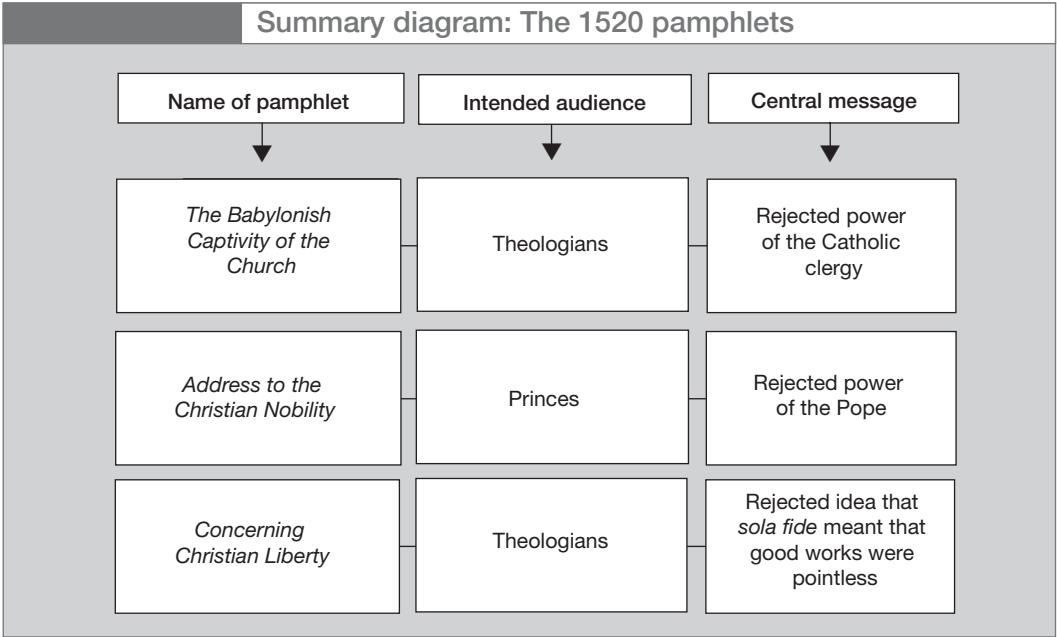 Summary diagram: The 1520 pamphlets
Name of pamphlet
Intended audience
Central message
The Babylonish
Captivity of the
Church
Theologians
Rejected power
of the Catholic
clergy
Address to the
Christian Nobility
Princes
Rejected power
of the Pope
Concerning
Christian Liberty
Theologians
Rejected idea that
sola fide meant that
good works were
pointless